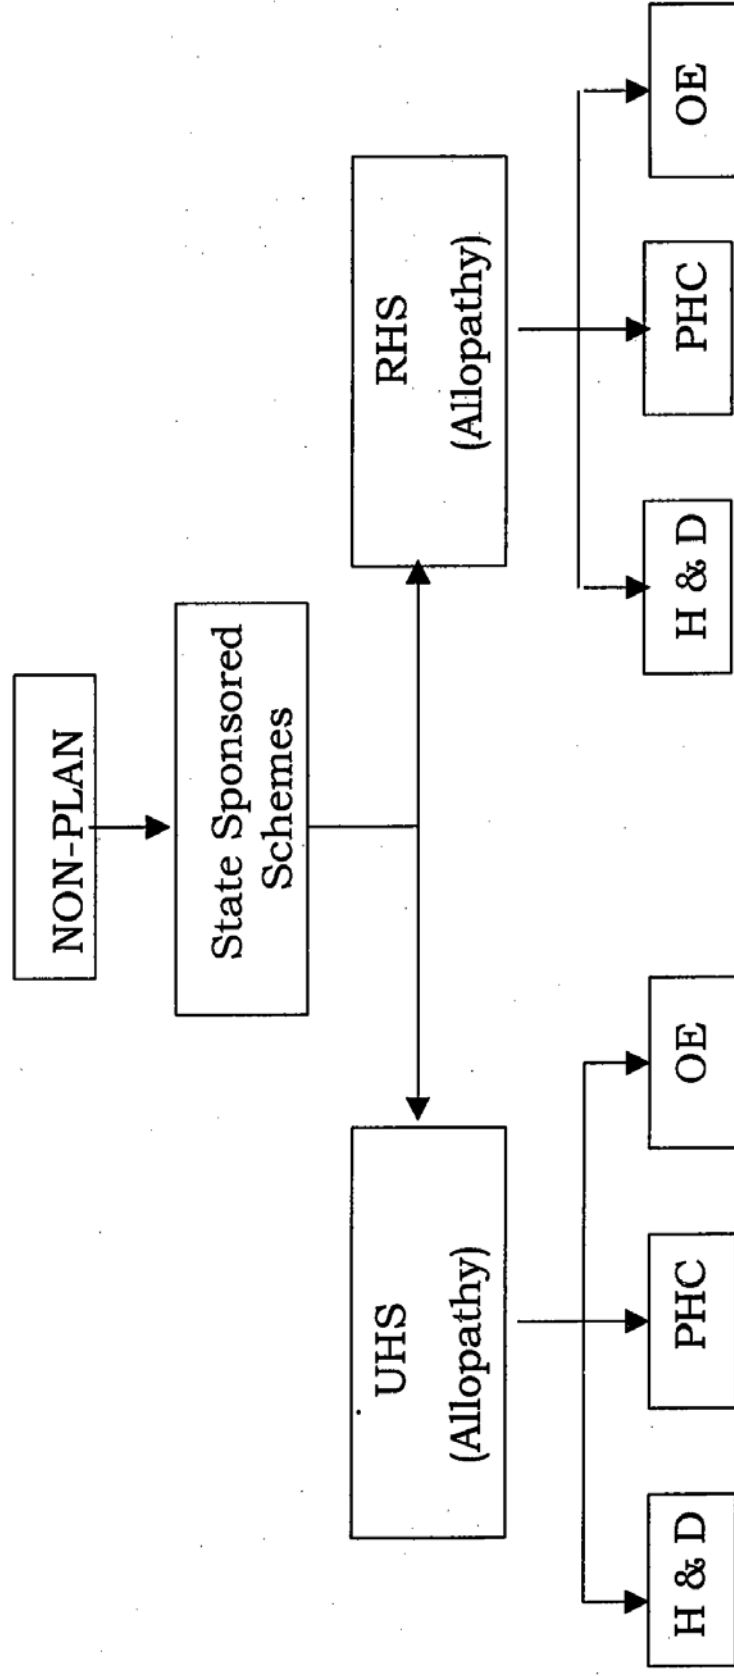 NON-PLAN
State Sponsored
Schemes
UHS
(Allopathy)
RHS
(Allopathy)
H & D
PHC
OE
H & D
PHC
OE